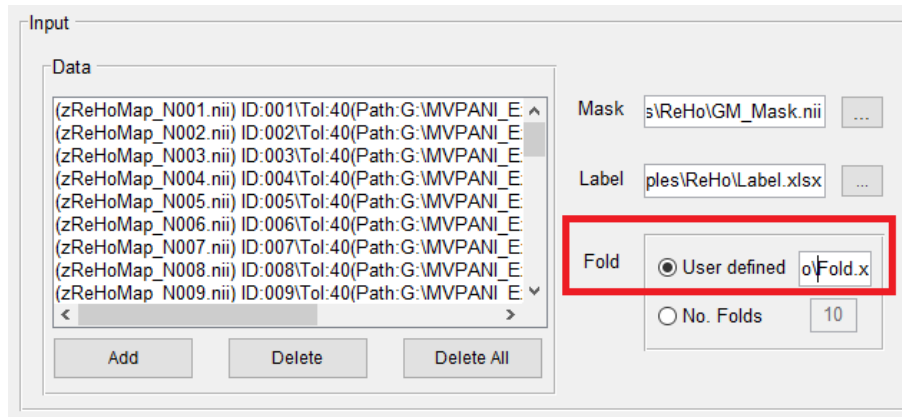 Input
Data
(zReHoMap_N001.nii) ID:001\Tol:40(Path:G:\MVPANI_E:
(zReHoMap_N002.nii) ID:002\Tol:40(Path:G:\MVPANI_E:
(zReHoMap_N003.nii) ID:003\Tol:40(Path:G:\MVPANI_E:
(zReHoMap_N004.nii) ID:004\Tol:40(Path:G:\MVPANI_E:
(zReHoMap_N005.nii) ID:005\Tol:40(Path:G:\MVPANI_E:
(zReHoMap_N006.nii) ID:006\Tol:40(Path:G:\MVPANI_E:
(zReHoMap_N007.nii) ID:007\Tol:40(Path:G:\MVPANI_E:
(zReHoMap_N008.nii) ID:008\Tol:40(Path:G:\MVPANI_E:
(zReHoMap_N009.nii) ID:009\Tol:40(Path:G:\MVPANI_E:
Add Delete Delete All
Mask s\ReHo\GM_Mask.nii ...
Label ples\ReHo\Label.xlsx ...
Fold User defined o\Fold.x
No. Folds 10